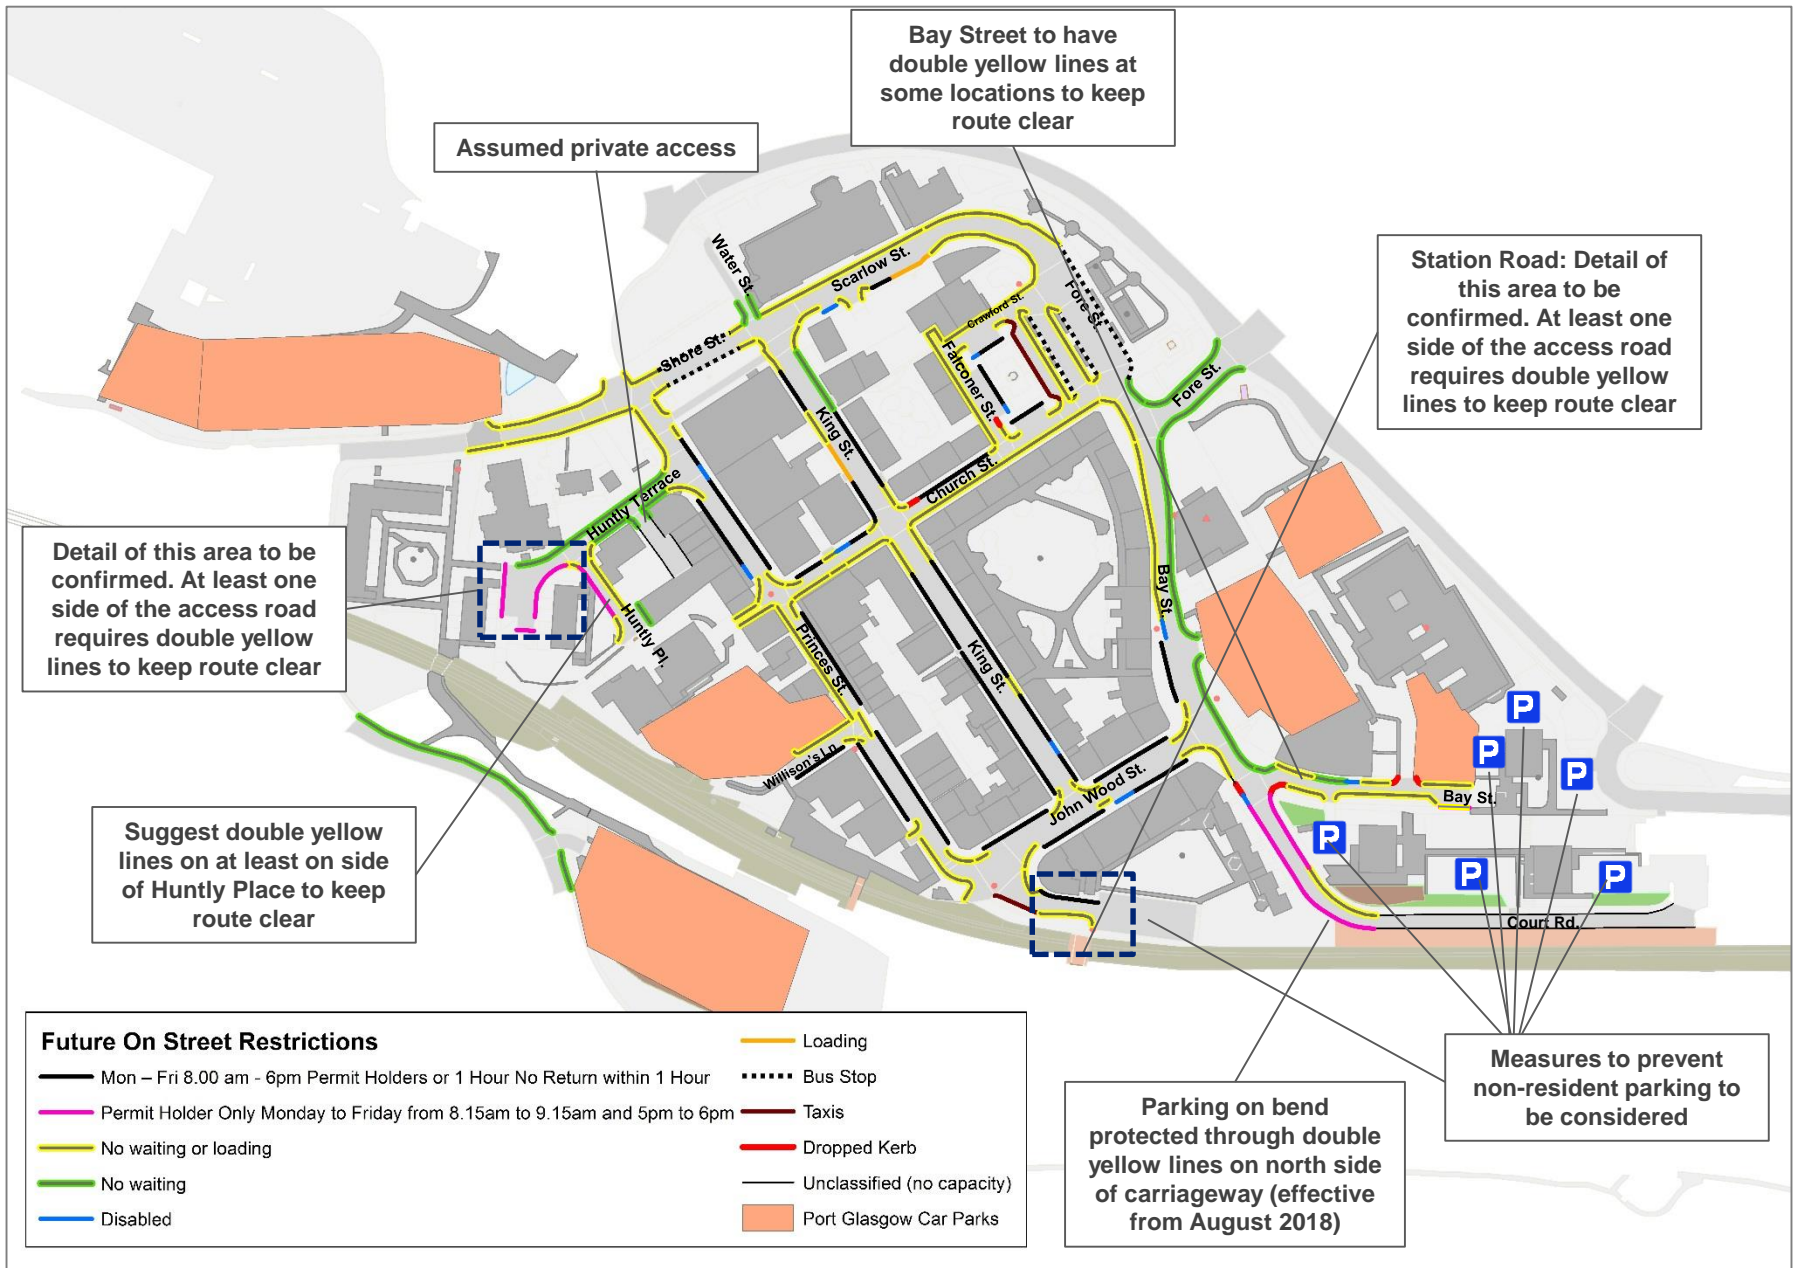 Bay Street to have
double yellow lines at
some locations to keep
route clear
Assumed private access
Station Road: Detail of
this area to be
confirmed. At least one
side of the access road
requires double yellow
lines to keep route clear
Water St.
Scarlow St.
Fore St.
Crawford St.
Shore St.
Falconer St.
Fore St.
King St.
Church St.
Huntly Terrace
Detail of this area to be
confirmed. At least one
side of the access road
requires double yellow
lines to keep route clear
Bay St.
Huntly Pl.
Princes St.
King St.
Willison's Ln.
John Wood St.
Bay St.
P
P
P
P
P
P
Court Rd.
Suggest double yellow
lines on at least on side
of Huntly Place to keep
route clear
Future On Street Restrictions
Mon – Fri 8.00 am - 6pm Permit Holders or 1 Hour No Return within 1 Hour
Permit Holder Only Monday to Friday from 8.15am to 9.15am and 5pm to 6pm
No waiting or loading
No waiting
Disabled
Loading
Bus Stop
Taxis
Dropped Kerb
Unclassified (no capacity)
Port Glasgow Car Parks
Parking on bend
protected through double
yellow lines on north side
of carriageway (effective
from August 2018)
Measures to prevent
non-resident parking to
be considered